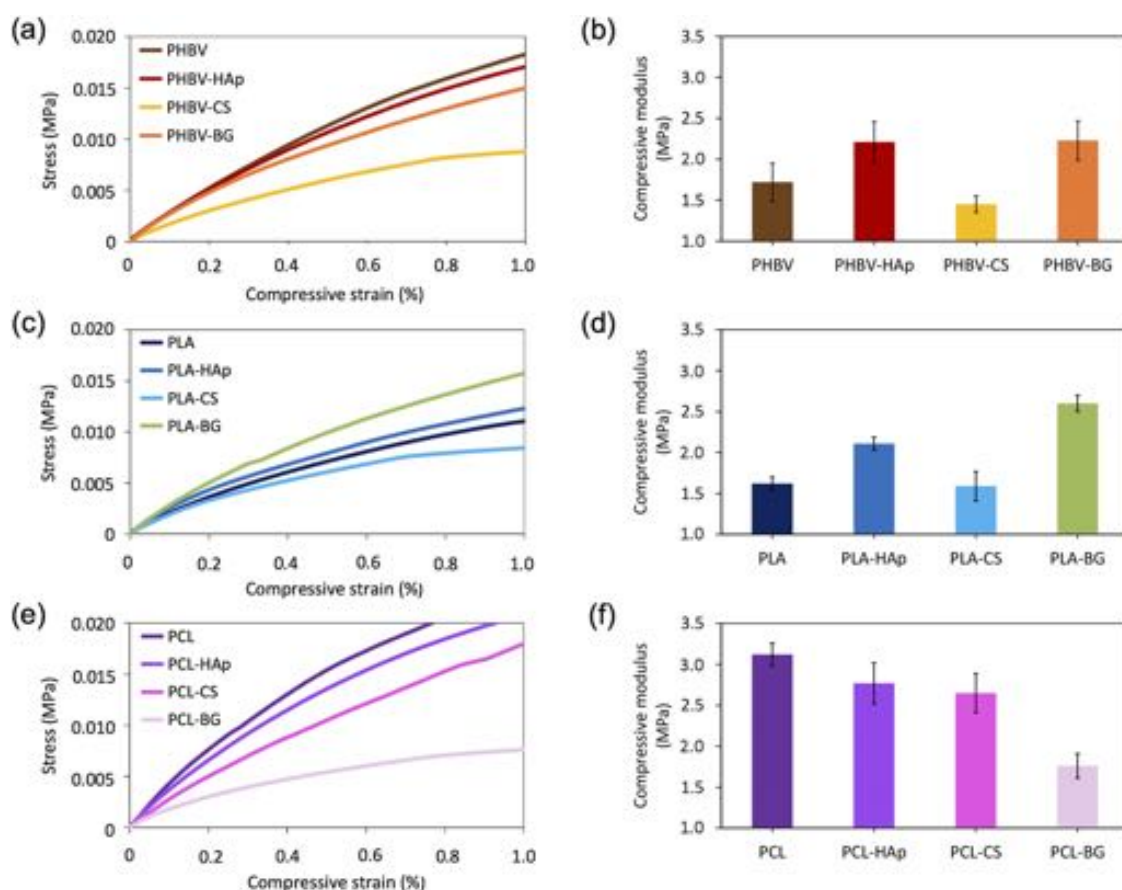 (a)
0.020
0.015
0.010
0.005
0
Stress (MPa)
PHBV
PHBV-HAp
PHBV-CS
PHBV-BG
0 0.2 0.4 0.6 0.8 1.0
Compressive strain (%)
(b)
3.5
3.0
2.5
2.0
1.5
1.0
Compressive modulus
(MPa)
PHBV PHBV-HAp PHBV-CS PHBV-BG
(c)
0.020
0.015
0.010
0.005
0
Stress (MPa)
PLA
PLA-HAp
PLA-CS
PLA-BG
0 0.2 0.4 0.6 0.8 1.0
Compressive strain (%)
(d)
3.5
3.0
2.5
2.0
1.5
1.0
Compressive modulus
(MPa)
PLA PLA-HAp PLA-CS PLA-BG
(e)
0.020
0.015
0.010
0.005
0
Stress (MPa)
PCL
PCL-HAp
PCL-CS
PCL-BG
0 0.2 0.4 0.6 0.8 1.0
Compressive strain (%)
(f)
3.5
3.0
2.5
2.0
1.5
1.0
Compressive modulus
(MPa)
PCL PCL-HAp PCL-CS PCL-BG